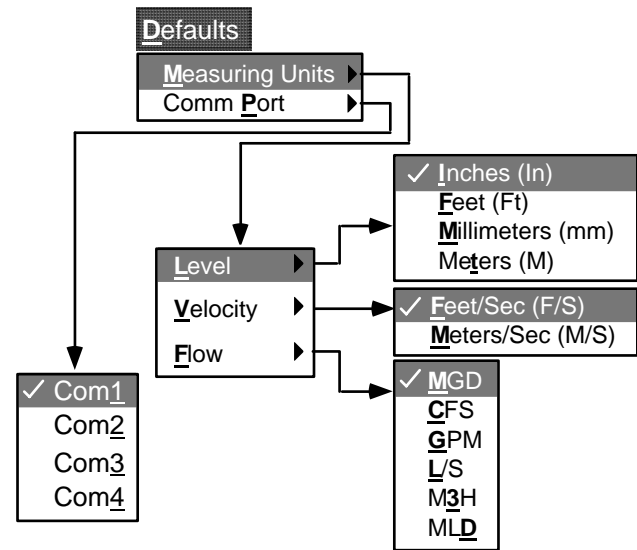 Defaults
Measuring Units
Comm Port
✓ Inches (In)
Feet (Ft)
Millimeters (mm)
Meters (M)
Level
Velocity
Flow
✓ Feet/Sec (F/S)
Meters/Sec (M/S)
✓ Com1
Com2
Com3
Com4
✓ MGD
CFS
GPM
L/S
M3H
MLD